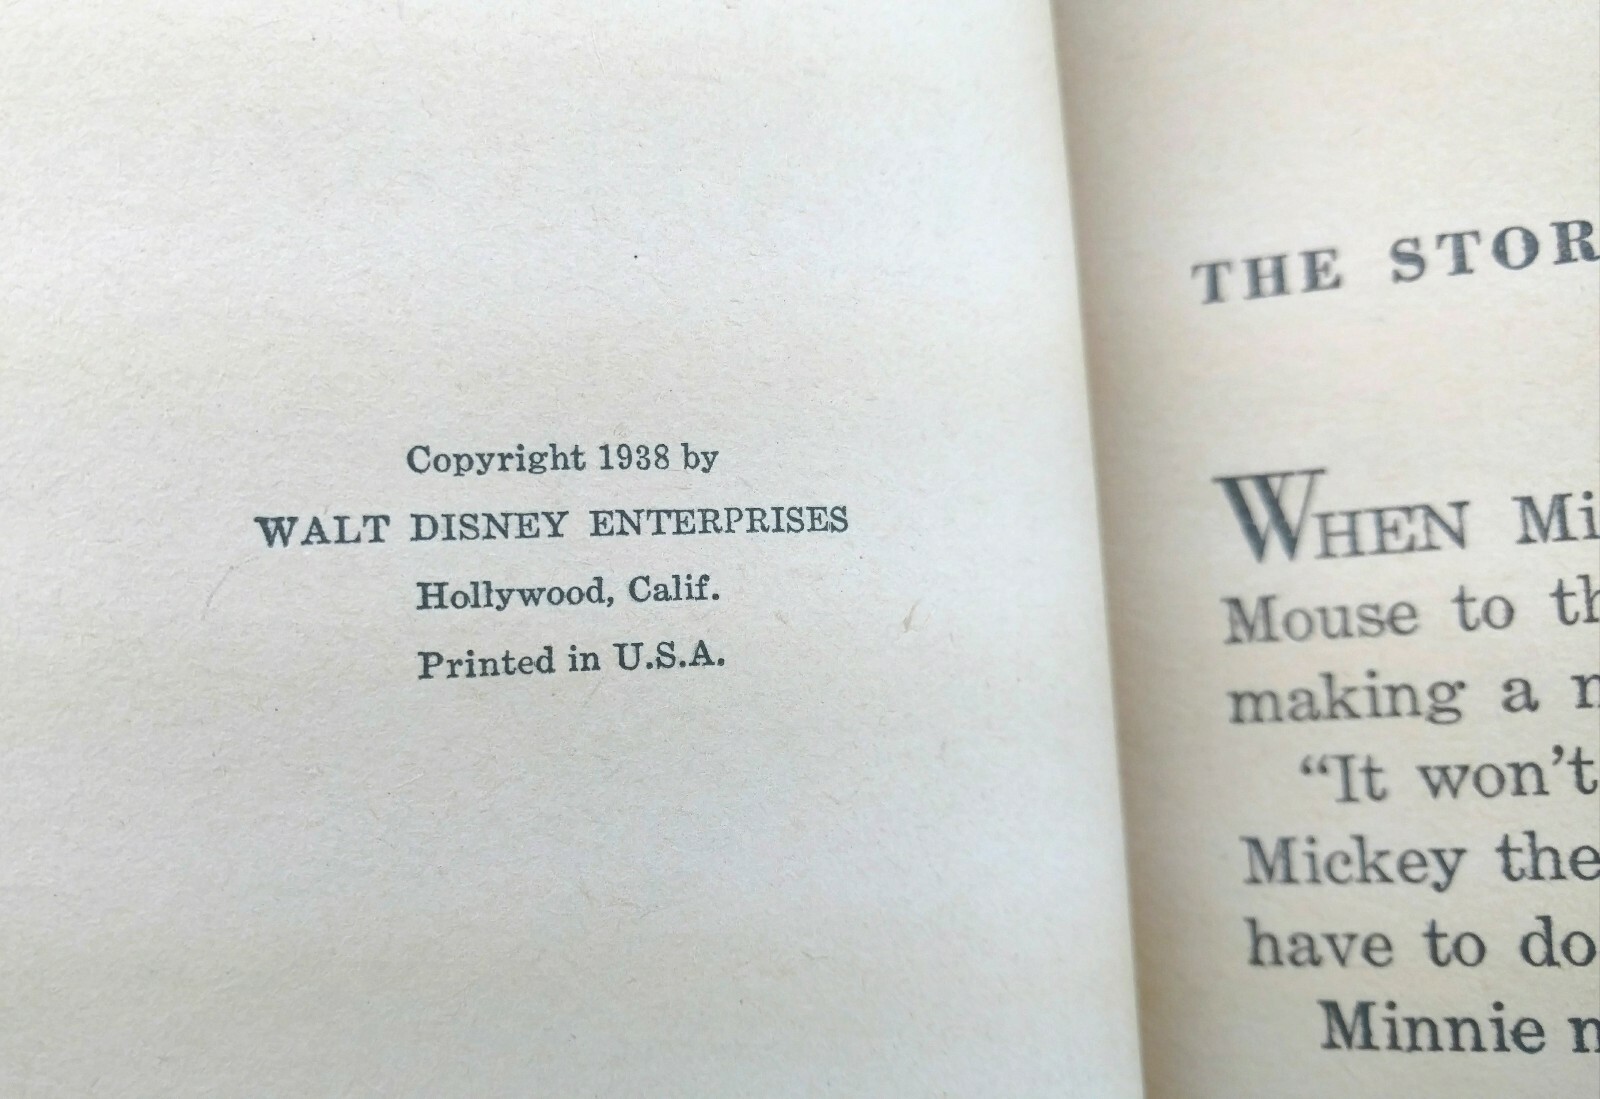 Copyright 1938 by
WALT DISNEY ENTERPRISES
Hollywood, Calif.
Printed in U.S.A.
THE STOR
WHEN Mi
Mouse to th
making a
"It won't
Mickey the
have to do
Minnie